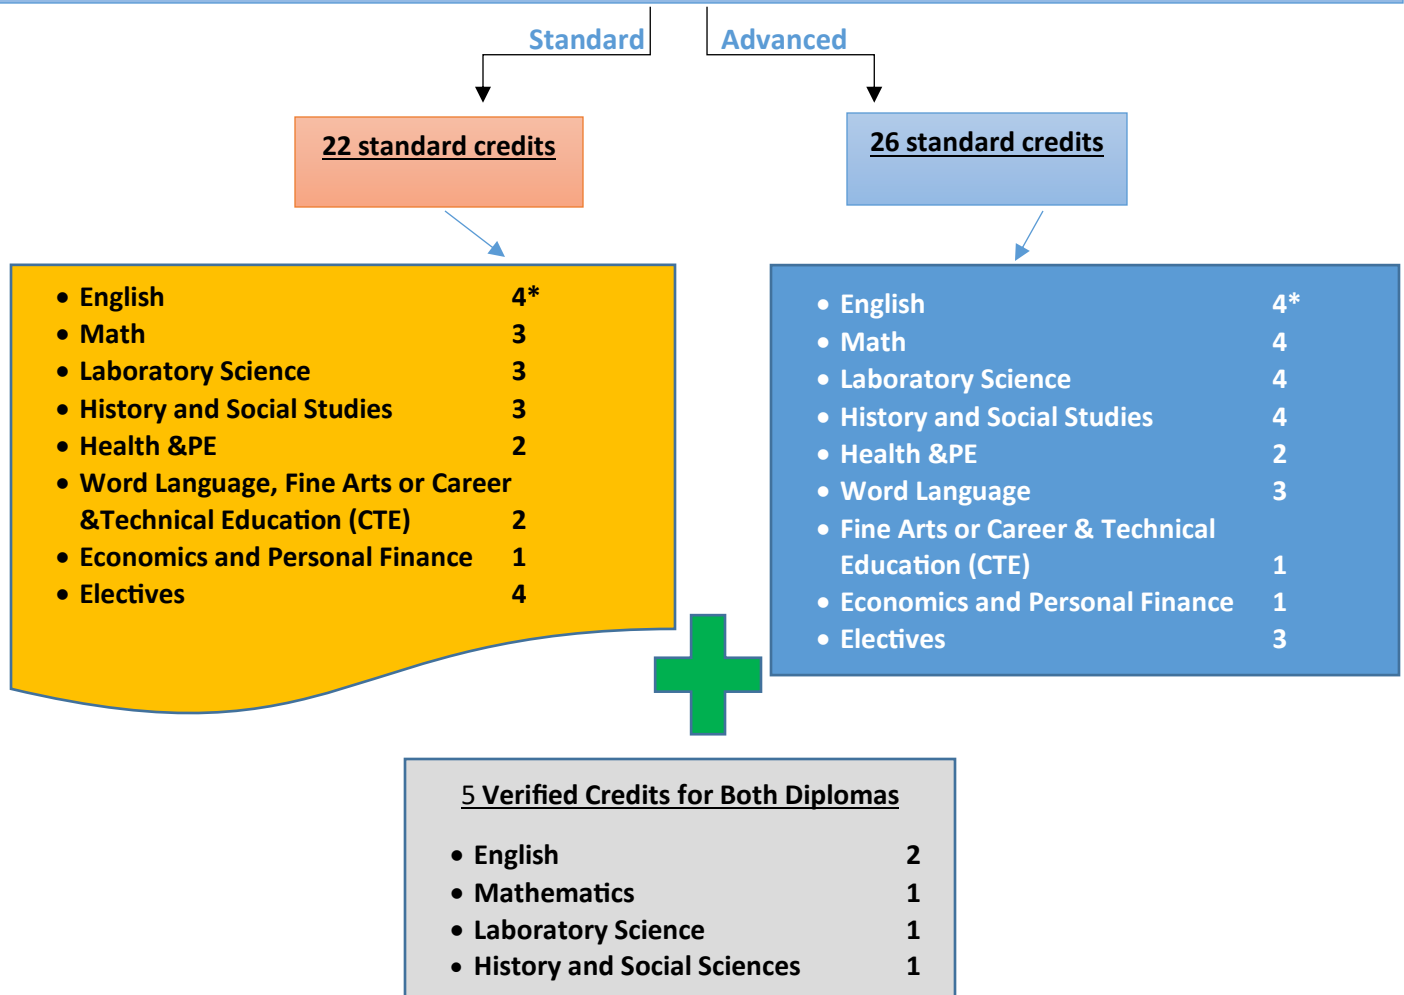 Standard Advanced
22 standard credits
26 standard credits
• English 4*
• Math 3
• Laboratory Science 3
• History and Social Studies 3
• Health &PE 2
• Word Language, Fine Arts or Career
&Technical Education (CTE) 2
• Economics and Personal Finance 1
• Electives 4
• English 4*
• Math 4
• Laboratory Science 4
• History and Social Studies 4
• Health &PE 2
• Word Language 3
• Fine Arts or Career & Technical
Education (CTE) 1
• Economics and Personal Finance 1
• Electives 3
5 Verified Credits for Both Diplomas
• English 2
• Mathematics 1
• Laboratory Science 1
• History and Social Sciences 1